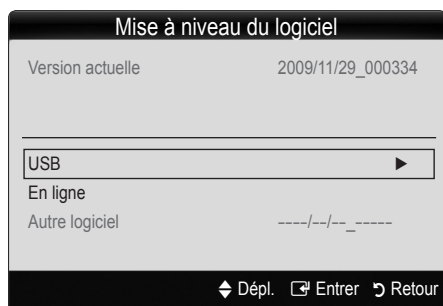 Mise à niveau du logiciel
Version actuelle 2009/11/29_000334
USB ►
En ligne
Autre logiciel ----/--/--_-----
Dépl. Entrer Retour